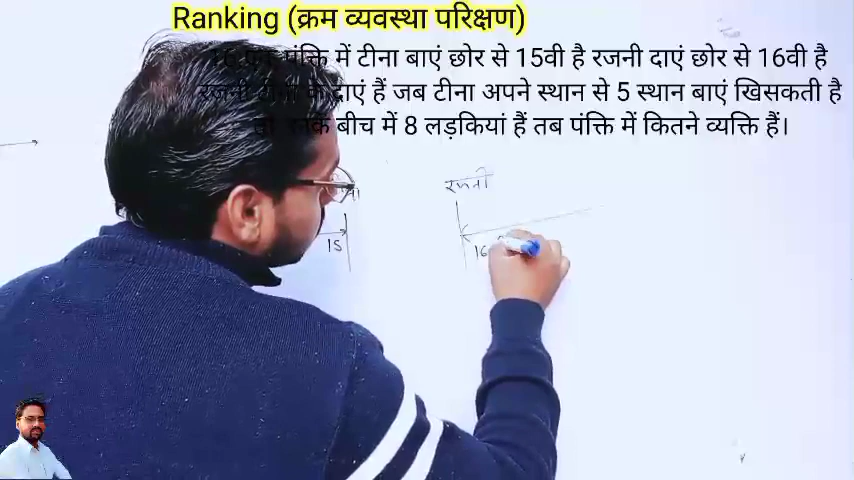 Ranking (क्रम व्यवस्था परिक्षण)
पंक्ति में टीना बाएं छोर से 15वी है रजनी दाएं छोर से 16वी है
दाएं हैं जब टीना अपने स्थान से 5 स्थान बाएं खिसकती है
बीच में 8 लड़कियां हैं तब पंक्ति में कितने व्यक्ति हैं।
रजनी
15
16